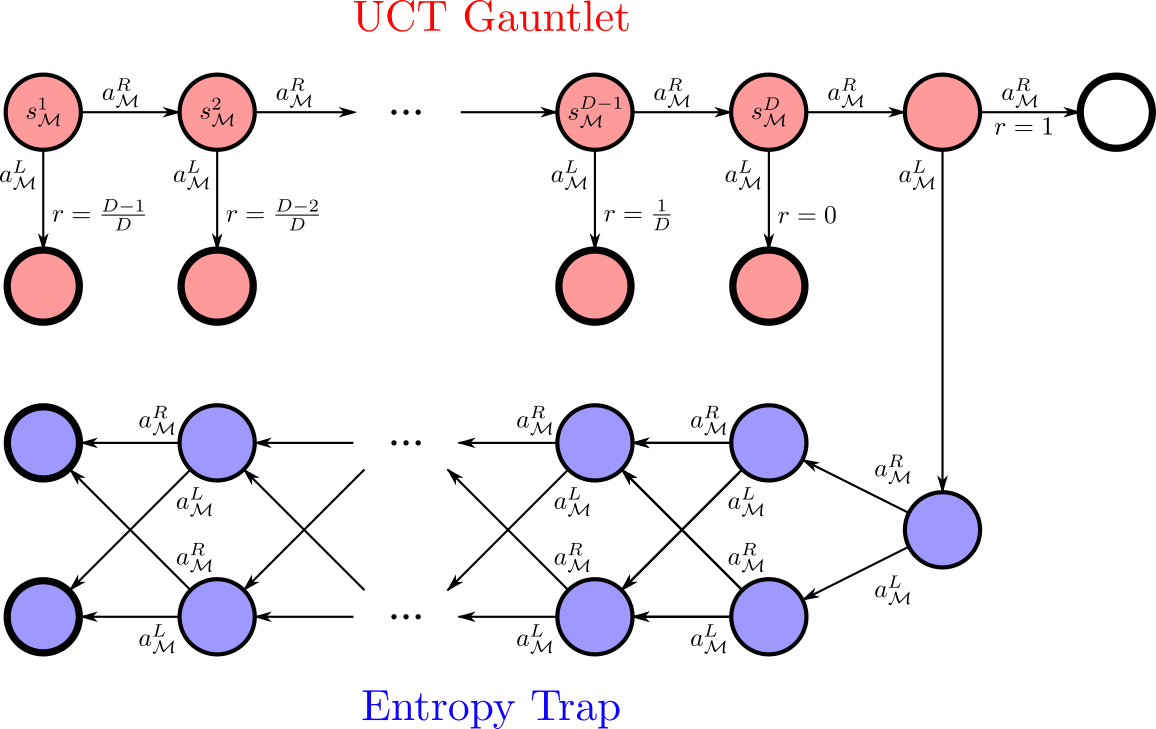 UCT Gauntlet
$a^R_{\mathcal{M}}$ $a^R_{\mathcal{M}}$ $a^R_{\mathcal{M}}$ $a^R_{\mathcal{M}}$ $a^R_{\mathcal{M}}$
$s^1_{\mathcal{M}}$ $s^2_{\mathcal{M}}$ ... $s^{D-1}_{\mathcal{M}}$ $s^D_{\mathcal{M}}$
$r = 1$
$a^L_{\mathcal{M}}$ $a^L_{\mathcal{M}}$ $a^L_{\mathcal{M}}$ $a^L_{\mathcal{M}}$ $a^L_{\mathcal{M}}$
$r = \frac{D-1}{D}$ $r = \frac{D-2}{D}$ $r = \frac{1}{D}$ $r = 0$
$a^R_{\mathcal{M}}$ $a^R_{\mathcal{M}}$ $a^R_{\mathcal{M}}$
...
$a^R_{\mathcal{M}}$
$a^L_{\mathcal{M}}$ $a^L_{\mathcal{M}}$ $a^L_{\mathcal{M}}$
$a^R_{\mathcal{M}}$ $a^R_{\mathcal{M}}$ $a^R_{\mathcal{M}}$
$a^L_{\mathcal{M}}$
...
$a^L_{\mathcal{M}}$ $a^L_{\mathcal{M}}$ $a^L_{\mathcal{M}}$
Entropy Trap